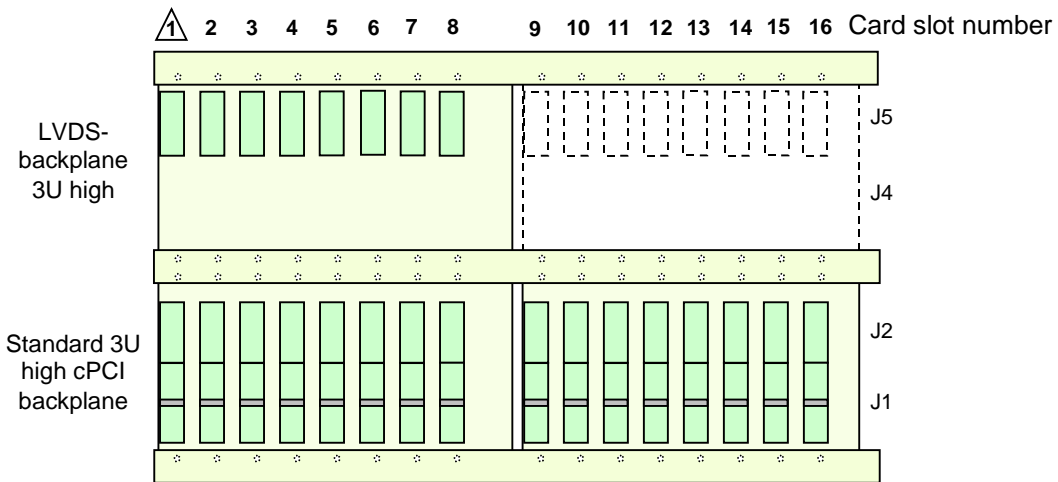 1 2 3 4 5 6 7 8 9 10 11 12 13 14 15 16 Card slot number
LVDS-
backplane
3U high
J5
J4
Standard 3U
high cPCI
backplane
J2
J1